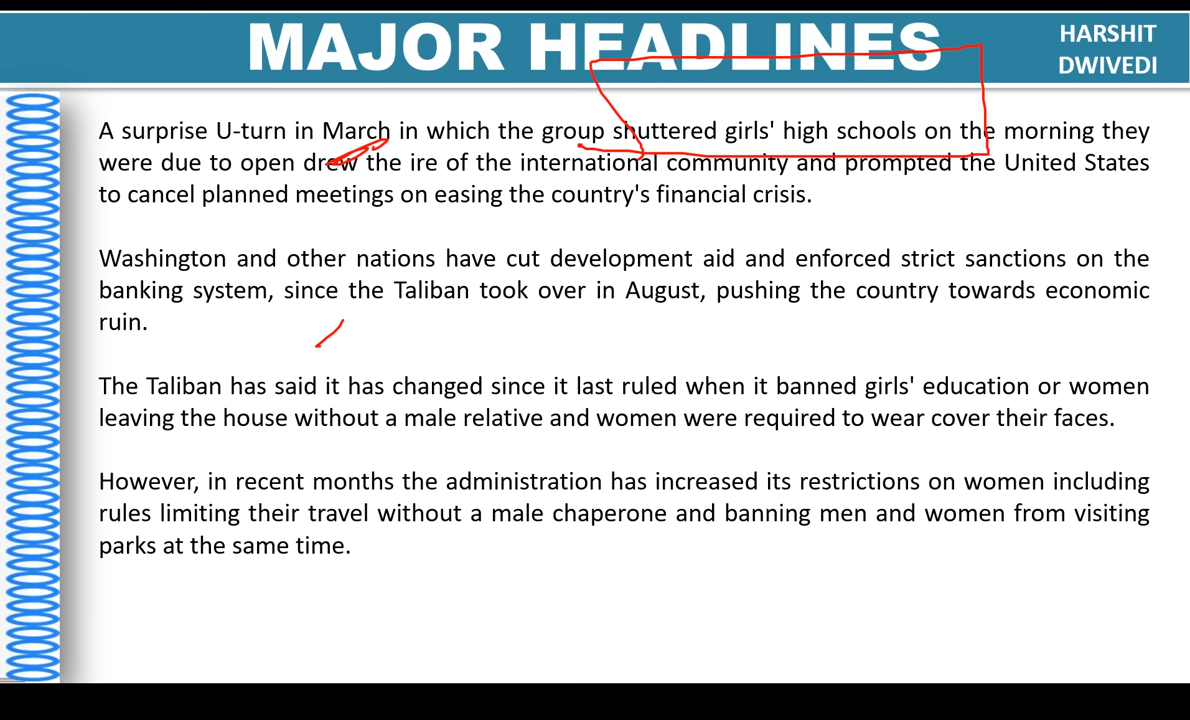 MAJOR HEADLINES
HARSHIT
DWIVEDI
A surprise U-turn in March in which the group shuttered girls' high schools on the morning they
were due to open drew the ire of the international community and prompted the United States
to cancel planned meetings on easing the country's financial crisis.
Washington and other nations have cut development aid and enforced strict sanctions on the
banking system, since the Taliban took over in August, pushing the country towards economic
ruin.
The Taliban has said it has changed since it last ruled when it banned girls' education or women
leaving the house without a male relative and women were required to wear cover their faces.
However, in recent months the administration has increased its restrictions on women including
rules limiting their travel without a male chaperone and banning men and women from visiting
parks at the same time.